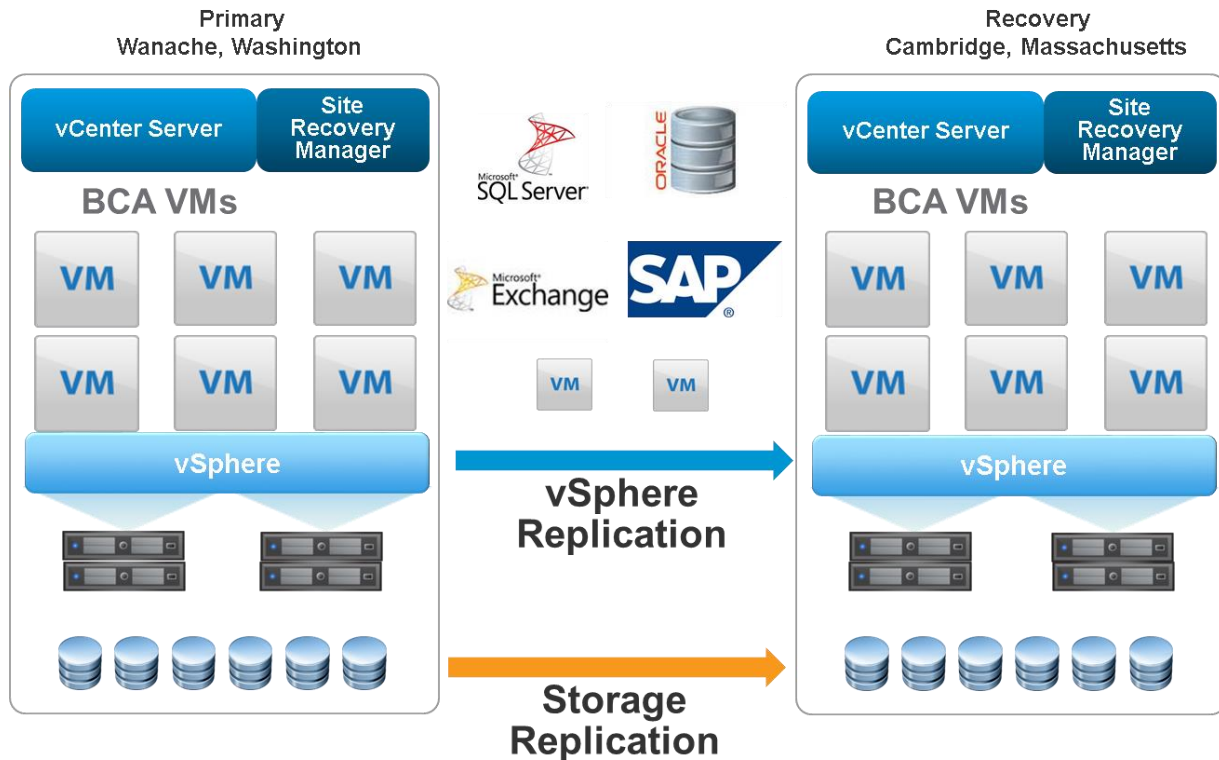 Primary
Wanache, Washington
Recovery
Cambridge, Massachusetts
vCenter Server
Site
Recovery
Manager
BCA VMs
VM
VM
VM
VM
VM
VM
vSphere
Microsoft®
SQL Server®
ORACLE
Microsoft®
Exchange
SAP
®
VM
VM
vSphere
Replication
Storage
Replication
vCenter Server
Site
Recovery
Manager
BCA VMs
VM
VM
VM
VM
VM
VM
vSphere